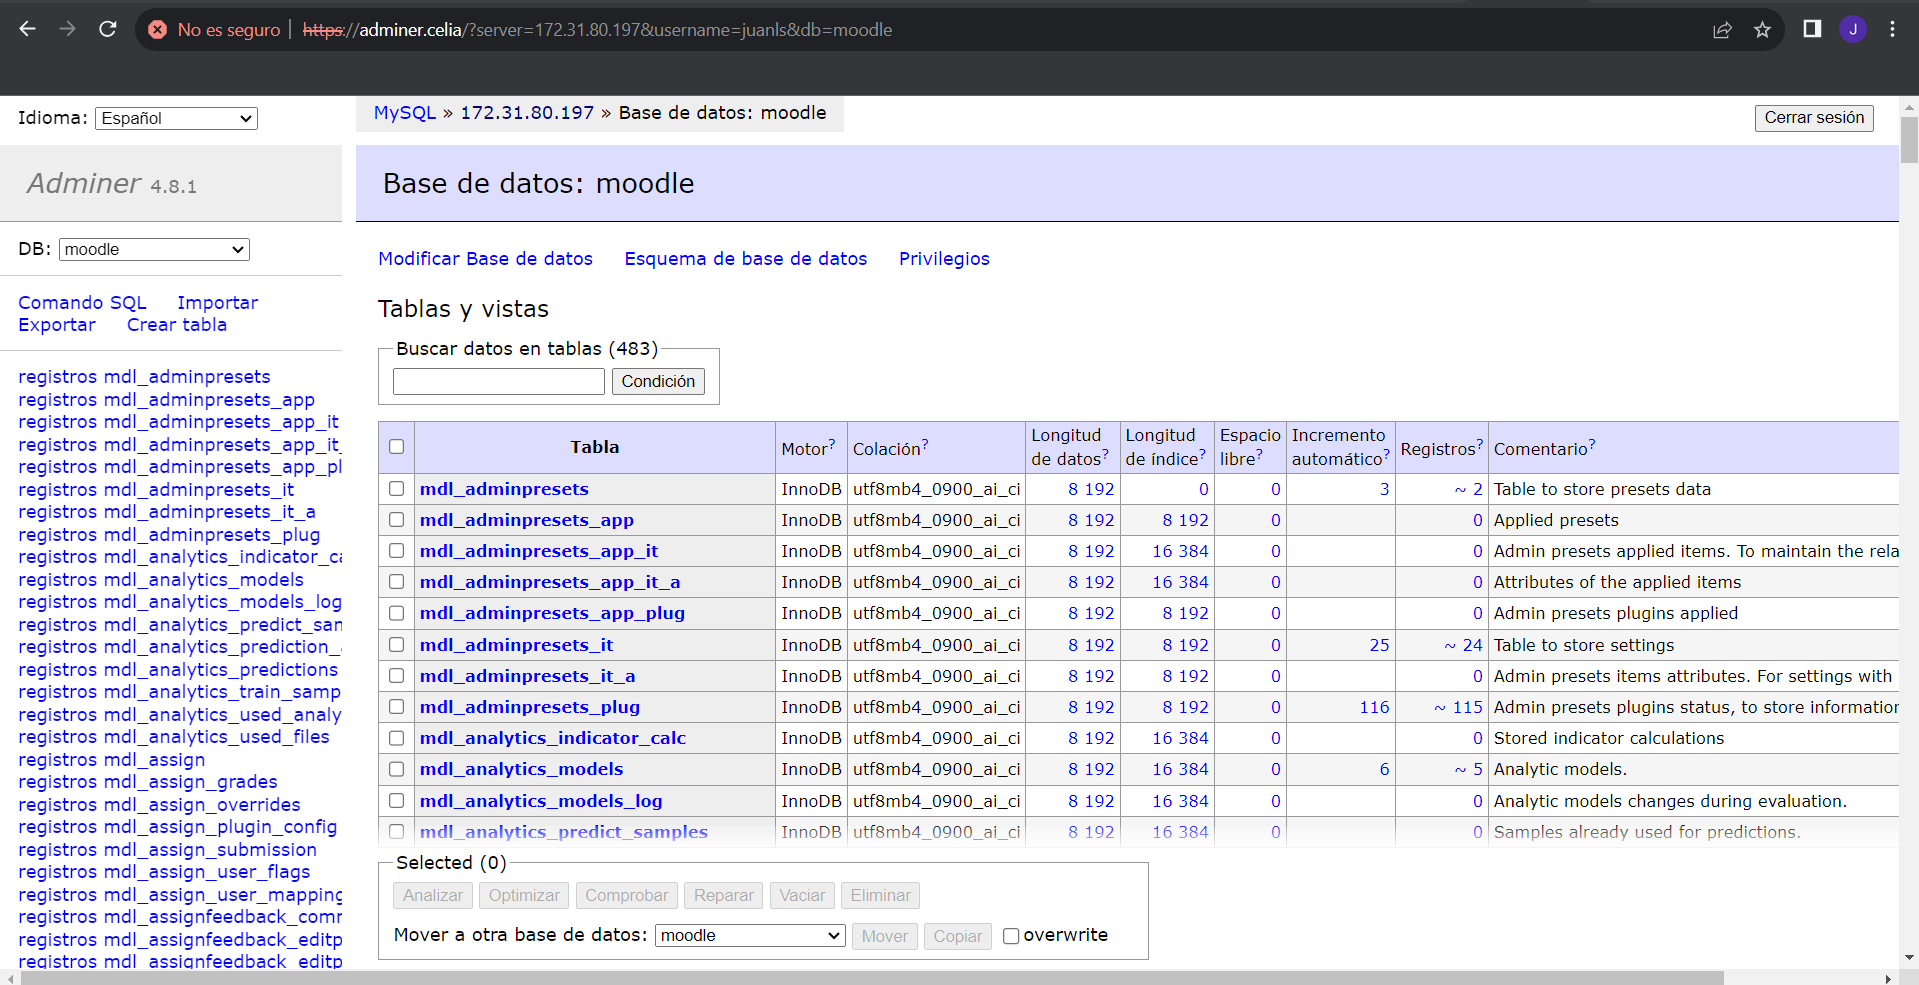 No es seguro | https://adminer.celia/?server=172.31.80.197&username=juanls&db=moodle
J
Idioma: Español
MySQL » 172.31.80.197 » Base de datos: moodle
Cerrar sesión
Adminer 4.8.1
Base de datos: moodle
DB: moodle
Modificar Base de datos Esquema de base de datos Privilegios
Comando SQL Importar
Exportar Crear tabla
Tablas y vistas
Buscar datos en tablas (483)
Condición
registros mdl_adminpresets
registros mdl_adminpresets_app
registros mdl_adminpresets_app_it
registros mdl_adminpresets_app_it_
registros mdl_adminpresets_app_pl
registros mdl_adminpresets_it
registros mdl_adminpresets_it_a
registros mdl_adminpresets_plug
registros mdl_analytics_indicator_ca
registros mdl_analytics_models
registros mdl_analytics_models_log
registros mdl_analytics_predict_san
registros mdl_analytics_prediction_
registros mdl_analytics_predictions
registros mdl_analytics_train_samp
registros mdl_analytics_used_analy
registros mdl_analytics_used_files
registros mdl_assign
registros mdl_assign_grades
registros mdl_assign_overrides
registros mdl_assign_plugin_config
registros mdl_assign_submission
registros mdl_assign_user_flags
registros mdl_assign_user_mapping
registros mdl_assignfeedback_comr
registros mdl_assignfeedback_editp
registros mdl_assignfeedback_editp
Tabla Motor? Colación? Longitud de datos? Longitud de índice? Espacio libre? Incremento automático? Registros? Comentario?
mdl_adminpresets InnoDB utf8mb4_0900_ai_ci 8 192 0 0 3 ~ 2 Table to store presets data
mdl_adminpresets_app InnoDB utf8mb4_0900_ai_ci 8 192 8 192 0 0 Applied presets
mdl_adminpresets_app_it InnoDB utf8mb4_0900_ai_ci 8 192 16 384 0 0 Admin presets applied items. To maintain the rela
mdl_adminpresets_app_it_a InnoDB utf8mb4_0900_ai_ci 8 192 16 384 0 0 Attributes of the applied items
mdl_adminpresets_app_plug InnoDB utf8mb4_0900_ai_ci 8 192 8 192 0 0 Admin presets plugins applied
mdl_adminpresets_it InnoDB utf8mb4_0900_ai_ci 8 192 8 192 0 25 ~ 24 Table to store settings
mdl_adminpresets_it_a InnoDB utf8mb4_0900_ai_ci 8 192 8 192 0 0 Admin presets items attributes. For settings with
mdl_adminpresets_plug InnoDB utf8mb4_0900_ai_ci 8 192 8 192 0 116 ~ 115 Admin presets plugins status, to store information
mdl_analytics_indicator_calc InnoDB utf8mb4_0900_ai_ci 8 192 16 384 0 0 Stored indicator calculations
mdl_analytics_models InnoDB utf8mb4_0900_ai_ci 8 192 16 384 0 6 ~ 5 Analytic models.
mdl_analytics_models_log InnoDB utf8mb4_0900_ai_ci 8 192 16 384 0 0 Analytic models changes during evaluation.
mdl_analytics_predict_samples InnoDB utf8mb4_0900_ai_ci 8 192 16 384 0 0 Samples already used for predictions.
Selected (0)
Analizar Optimizar Comprobar Reparar Vaciar Eliminar
Mover a otra base de datos: moodle Mover Copiar overwrite